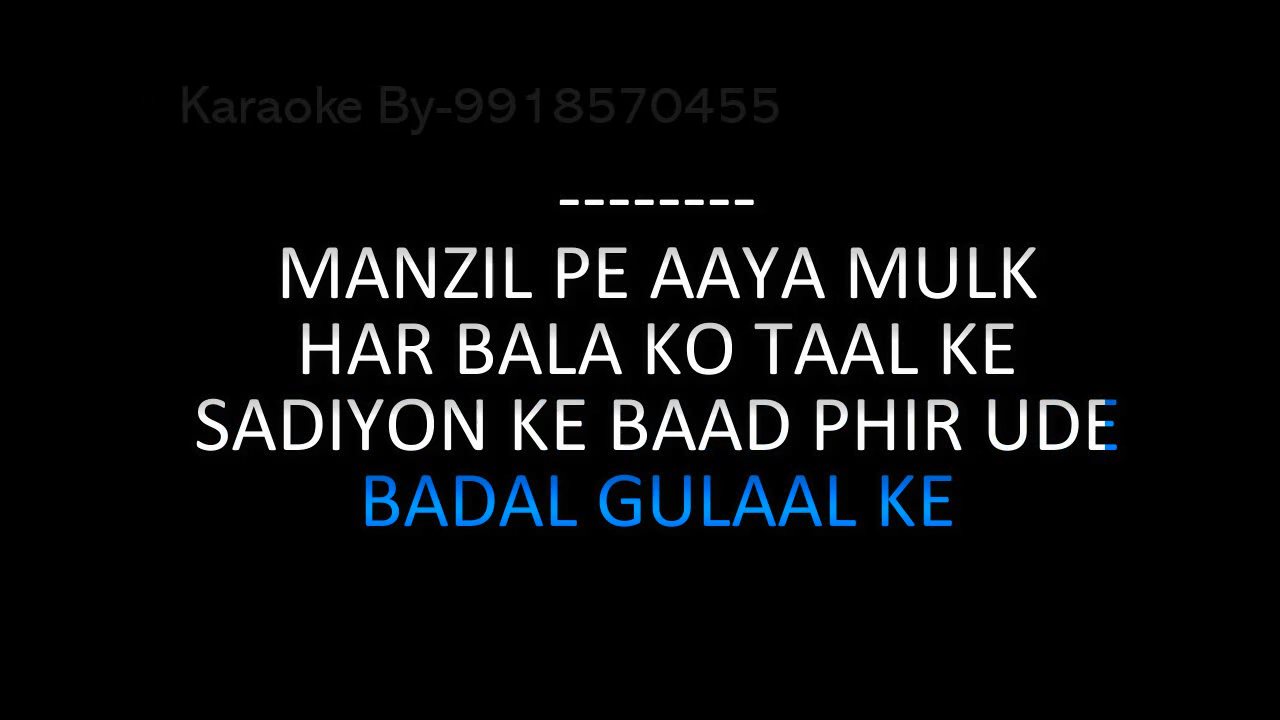 Karaoke By-9918570455
--------
MANZIL PE AAYA MULK
HAR BALA KO TAAL KE
SADIYON KE BAAD PHIR UDE
BADAL GULAAL KE